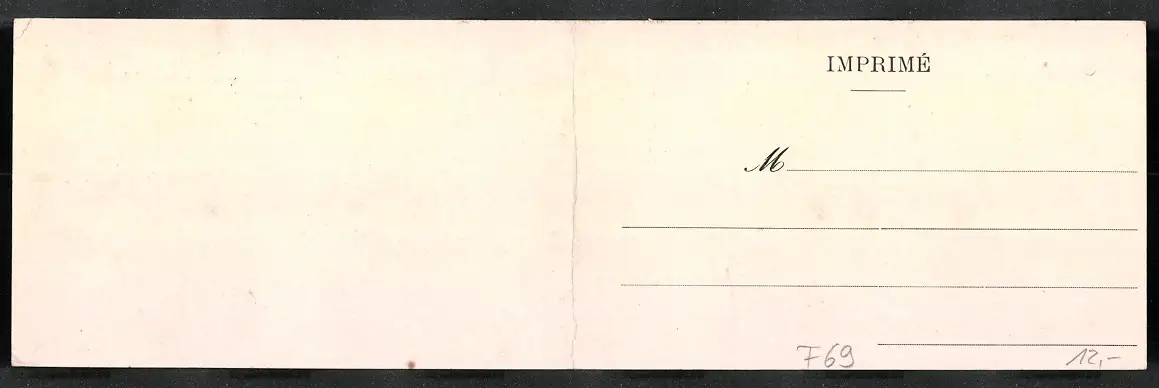 IMPRIMÉ
M
F69 12,-